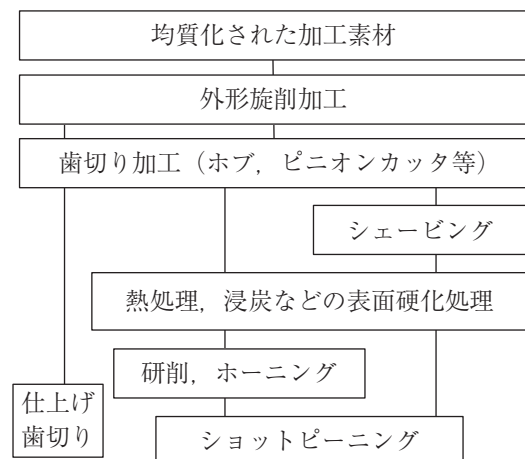 均質化された加工素材
外形旋削加工
歯切り加工（ホブ，ピニオンカッタ等）
シェービング
熱処理，浸炭などの表面硬化処理
研削，ホーニング
仕上げ
歯切り
ショットピーニング